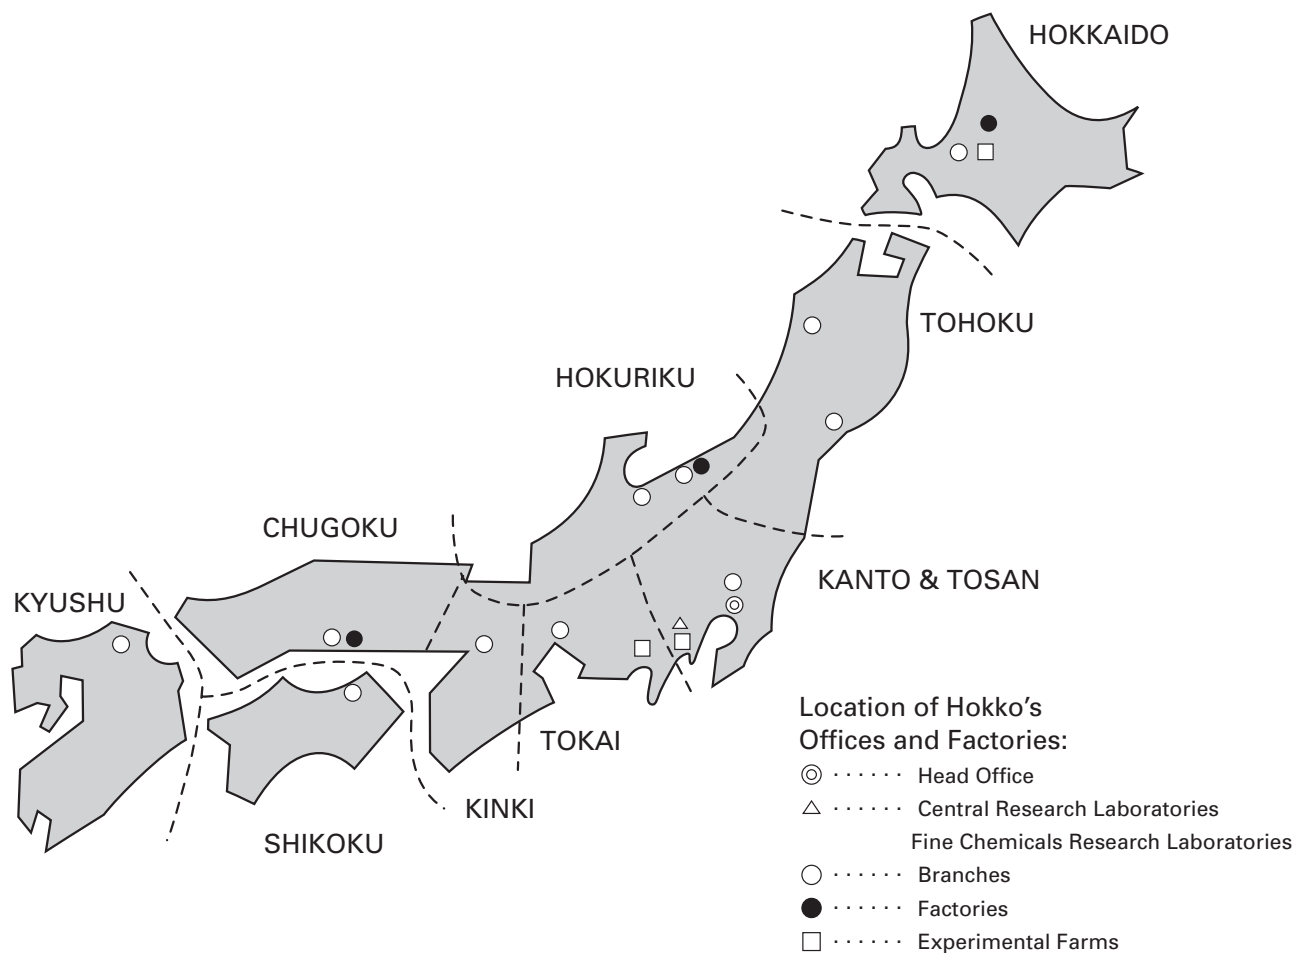 HOKKAIDO
TOHOKU
HOKURIKU
CHUGOKU
KANTO & TOSAN
KYUSHU
TOKAI
KINKI
SHIKOKU
Location of Hokko’s
Offices and Factories:
◎ ······ Head Office
△ ······ Central Research Laboratories
Fine Chemicals Research Laboratories
○ ······ Branches
● ······ Factories
□ ······ Experimental Farms